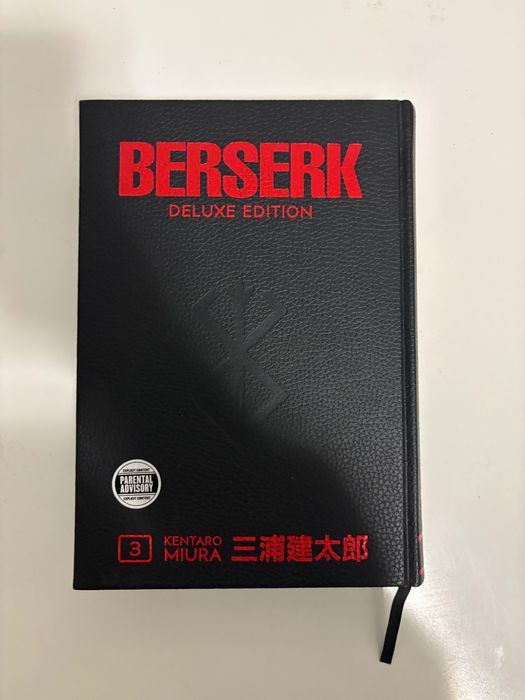 BERSERK
DELUXE EDITION
EXPLICIT CONTENT
PARENTAL
ADVISORY
EXPLICIT CONTENT
3
KENTARO
MIURA
三浦建太郎